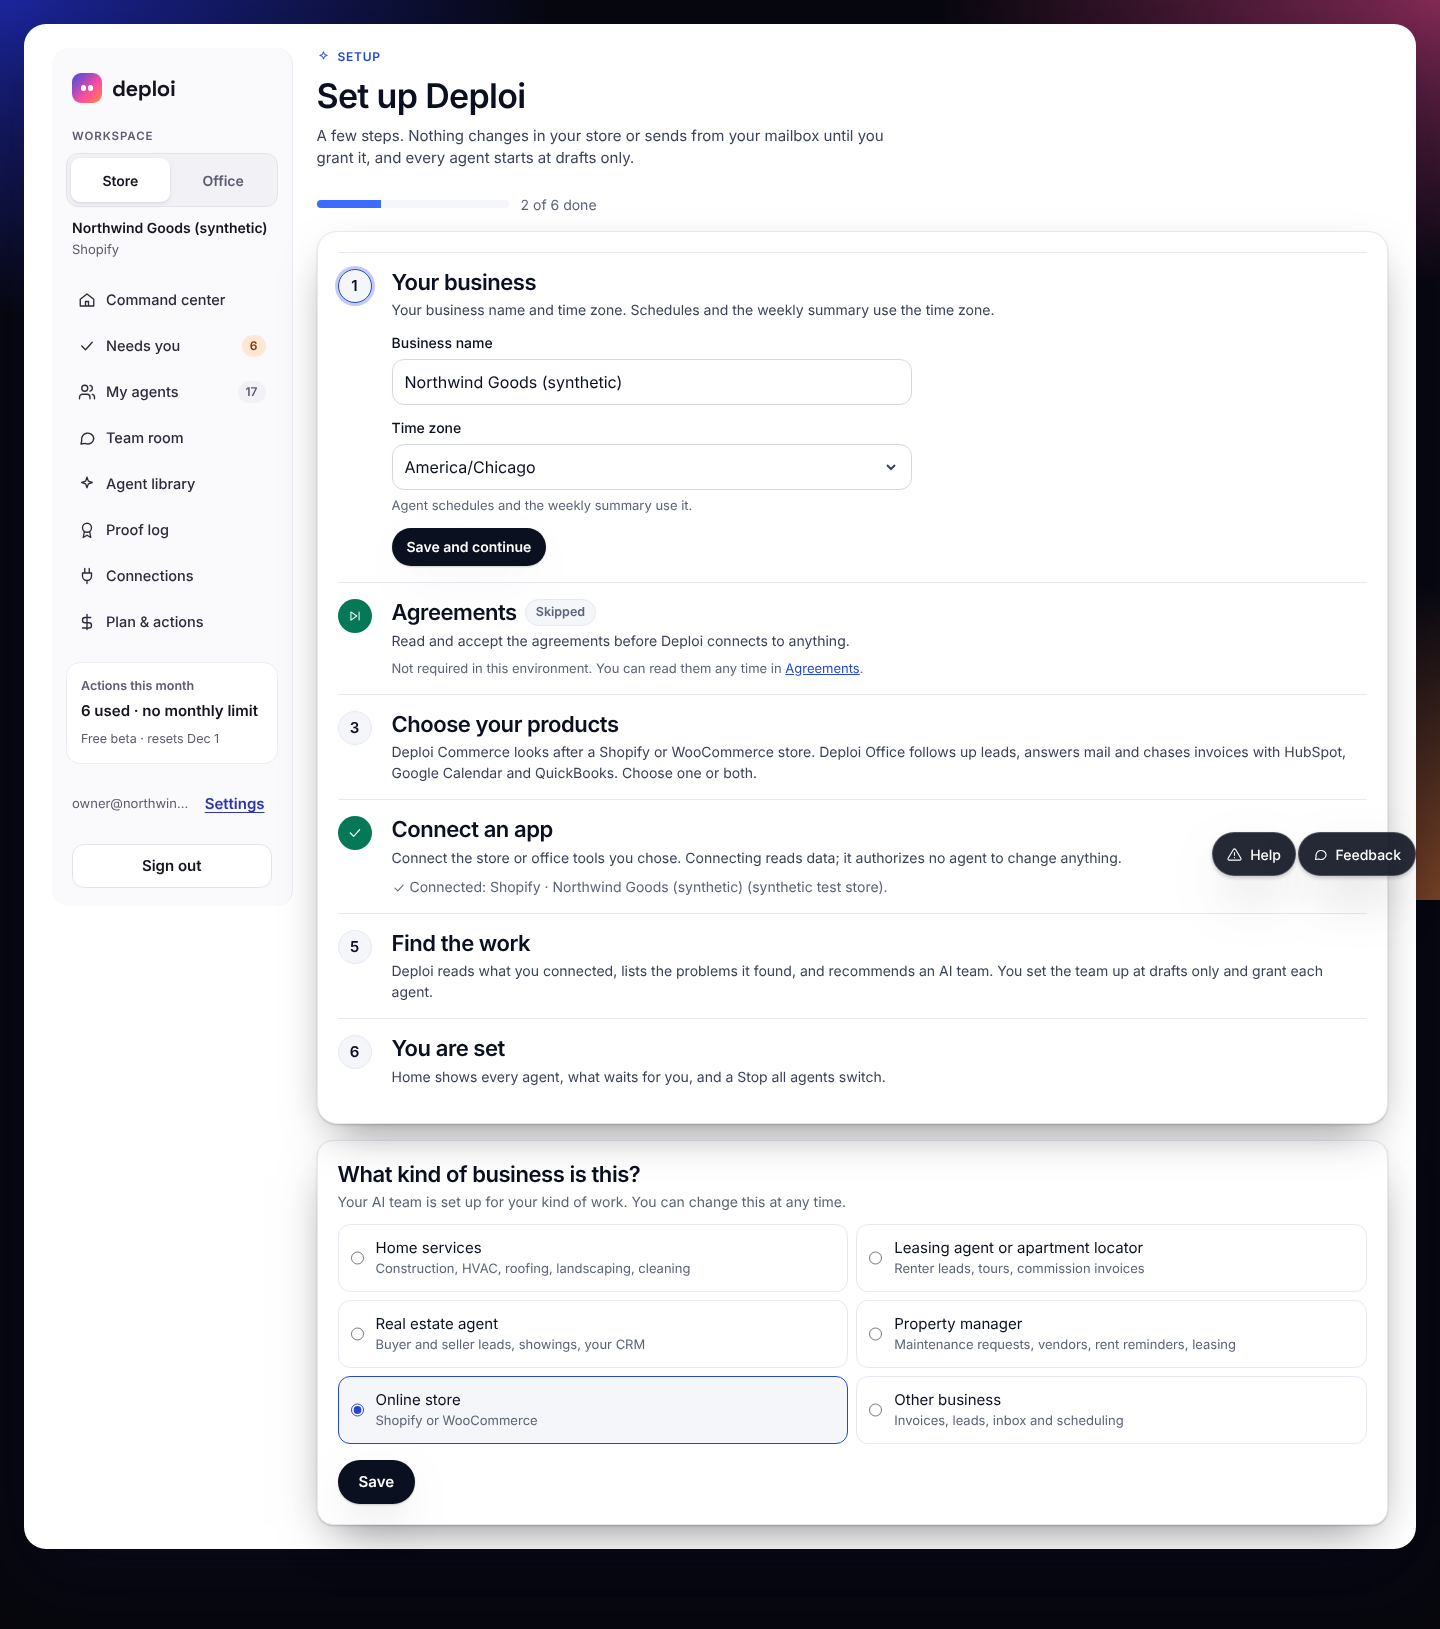 deploi
WORKSPACE
Store
Office
Northwind Goods (synthetic)
Shopify
Command center
Needs you
6
My agents
17
Team room
Agent library
Proof log
Connections
Plan & actions
Actions this month
6 used · no monthly limit
Free beta · resets Dec 1
owner@northwin...
Settings
Sign out
SETUP
Set up Deploi
A few steps. Nothing changes in your store or sends from your mailbox until you
grant it, and every agent starts at drafts only.
2 of 6 done
1
Your business
Your business name and time zone. Schedules and the weekly summary use the time zone.
Business name
Northwind Goods (synthetic)
Time zone
America/Chicago
Agent schedules and the weekly summary use it.
Save and continue
Agreements
Skipped
Read and accept the agreements before Deploi connects to anything.
Not required in this environment. You can read them any time in Agreements.
3
Choose your products
Deploi Commerce looks after a Shopify or WooCommerce store. Deploi Office follows up leads, answers mail and chases invoices with HubSpot,
Google Calendar and QuickBooks. Choose one or both.
Connect an app
Connect the store or office tools you chose. Connecting reads data; it authorizes no agent to change anything.
Connected: Shopify · Northwind Goods (synthetic) (synthetic test store).
Help
Feedback
5
Find the work
Deploi reads what you connected, lists the problems it found, and recommends an AI team. You set the team up at drafts only and grant each
agent.
6
You are set
Home shows every agent, what waits for you, and a Stop all agents switch.
What kind of business is this?
Your AI team is set up for your kind of work. You can change this at any time.
Home services
Construction, HVAC, roofing, landscaping, cleaning
Leasing agent or apartment locator
Renter leads, tours, commission invoices
Real estate agent
Buyer and seller leads, showings, your CRM
Property manager
Maintenance requests, vendors, rent reminders, leasing
Online store
Shopify or WooCommerce
Other business
Invoices, leads, inbox and scheduling
Save